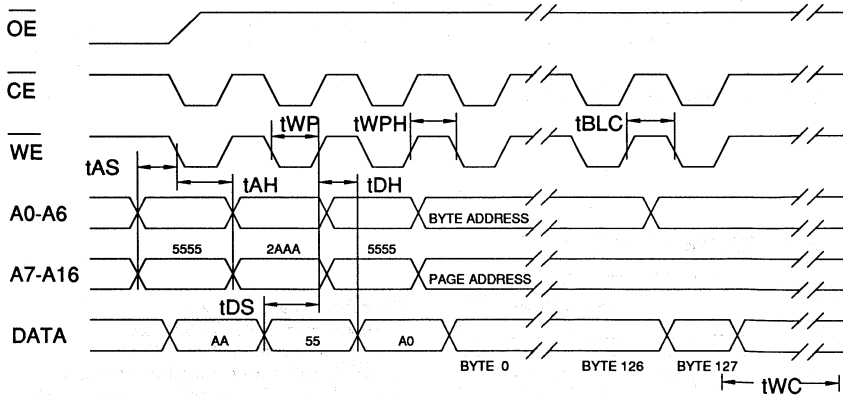 OE
CE
tWP tWPH tBLC
WE
tAS
tAH tDH
A0-A6 BYTE ADDRESS
5555 2AAA 5555
A7-A16 PAGE ADDRESS
tDS
DATA AA 55 A0
BYTE 0 BYTE 126 BYTE 127
tWC